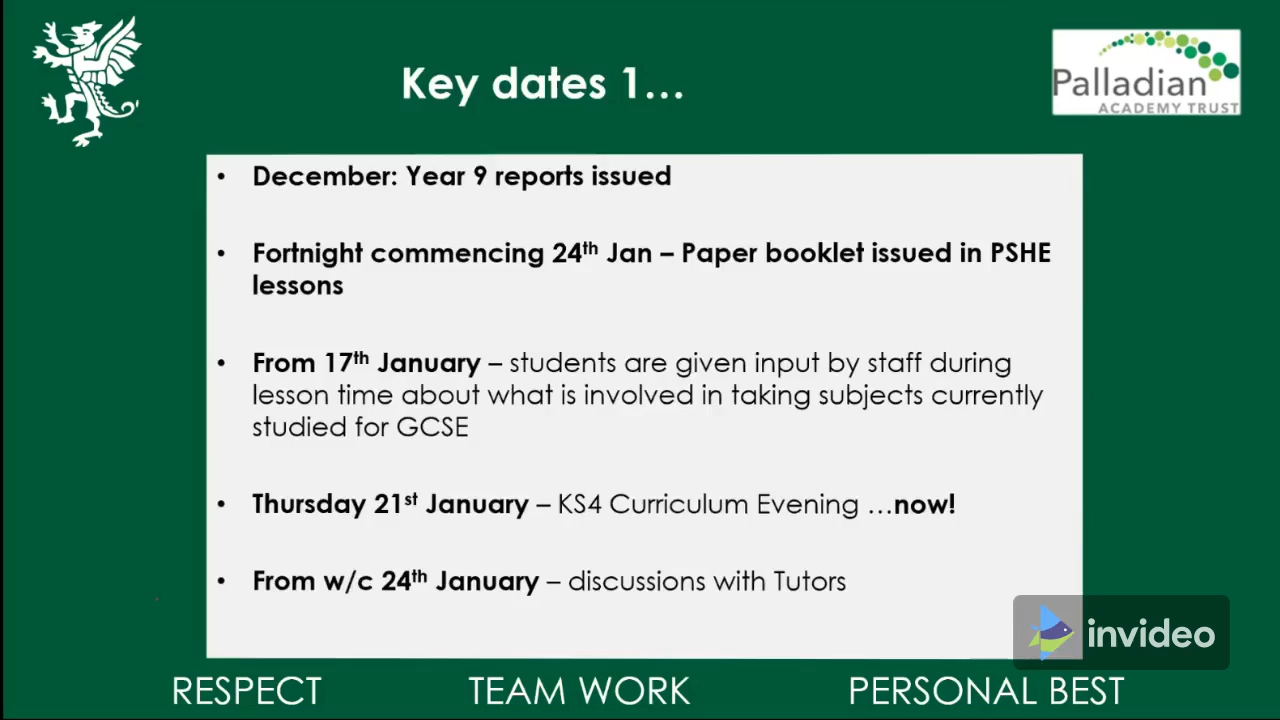 Key dates 1…
Palladian
ACADEMY TRUST
• December: Year 9 reports issued
• Fortnight commencing 24th Jan – Paper booklet issued in PSHE
lessons
• From 17th January – students are given input by staff during
lesson time about what is involved in taking subjects currently
studied for GCSE
• Thursday 21st January – KS4 Curriculum Evening …now!
• From w/c 24th January – discussions with Tutors
invideo
RESPECT TEAM WORK PERSONAL BEST